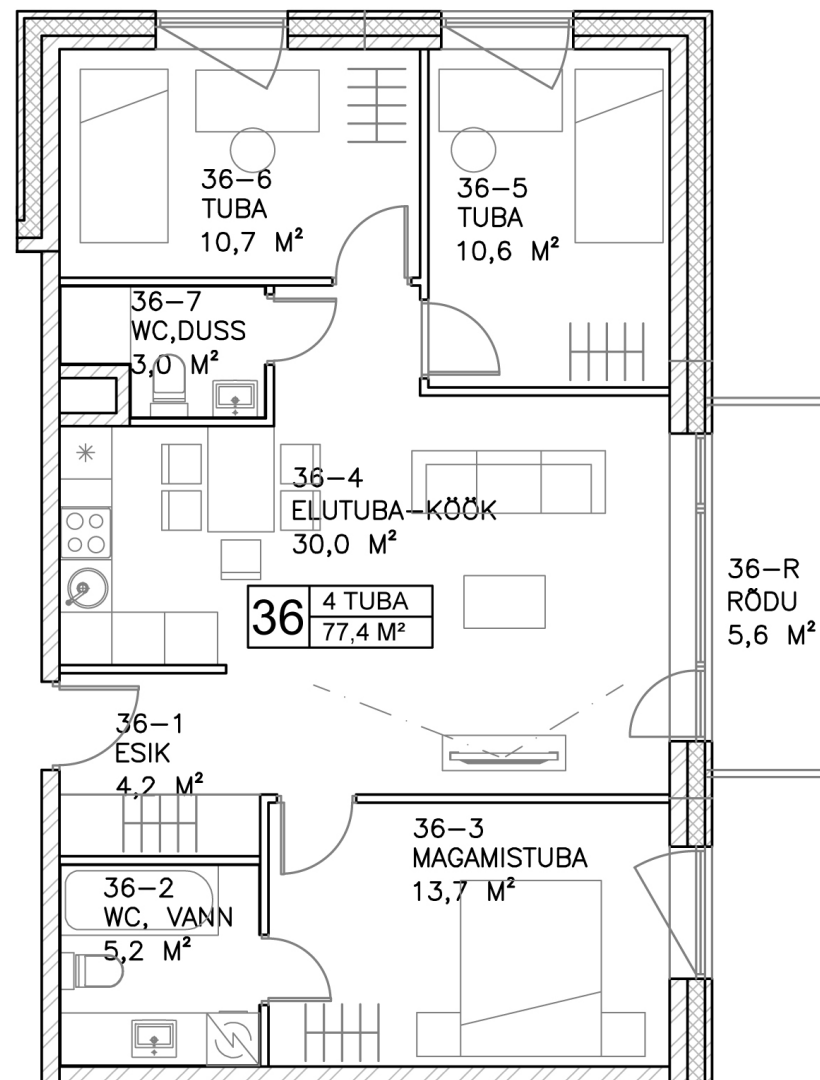 36-6
TUBA
10,7 M²
36-5
TUBA
10,6 M²
36-7
WC,DUSS
3,0 M²
36-4
ELUTUBA-KÖÖK
30,0 M²
36
4 TUBA
77,4 M²
36-R
RÕDU
5,6 M²
36-1
ESIK
4,2 M²
36-3
MAGAMISTUBA
13,7 M²
36-2
WC, VANN
5,2 M²